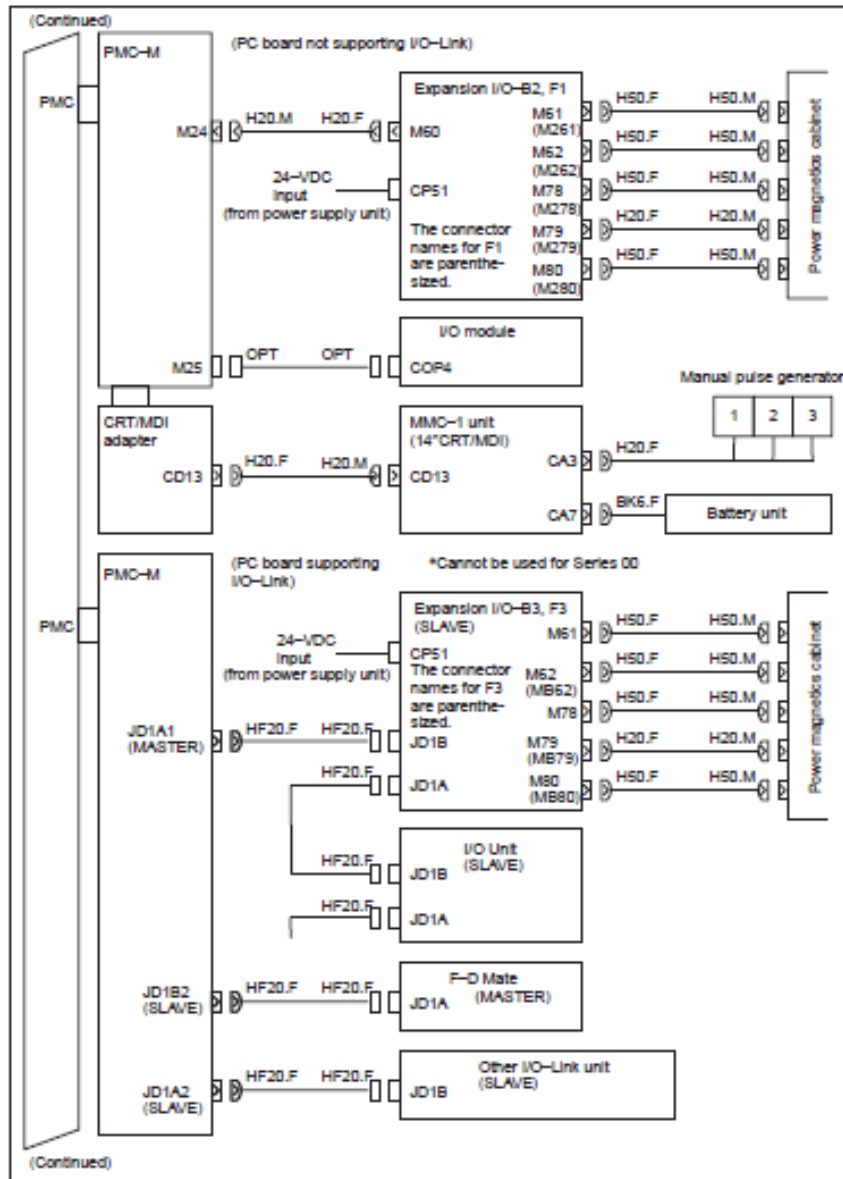 (Continued)
PMC-M
(PC board not supporting I/O-Link)
PMC
Expansion I/O-B2, F1
M24
H20.M
H20.F
M60
M61
(M261)
H50.F
H50.M
M62
(M262)
H50.F
H50.M
24-VDC
Input
(from power supply unit)
CP51
M78
(M278)
H50.F
H50.M
The connector
names for F1
are parenthe-
sized.
M79
(M279)
H20.F
H20.M
M80
(M280)
H50.F
H50.M
Power magnetics cabinet
I/O module
M25
OPT
OPT
COP4
Manual pulse generator
1
2
3
CRT/MDI
adapter
MMC-1 unit
(14"CRT/MDI)
CD13
H20.F
H20.M
CD13
CA3
H20.F
CA7
BK6.F
Battery unit
PMC-M
(PC board supporting
I/O-Link)
*Cannot be used for Series 00
PMC
Expansion I/O-B3, F3
(SLAVE)
M61
H50.F
H50.M
24-VDC
Input
(from power supply unit)
CP51
The connector
names for F3
are parenthe-
sized.
M62
(MB62)
H50.F
H50.M
M78
H50.F
H50.M
JD1A1
(MASTER)
HF20.F
HF20.F
JD1B
M79
(MB79)
H20.F
H20.M
HF20.F
JD1A
M80
(MB80)
H50.F
H50.M
Power magnetics cabinet
I/O Unit
(SLAVE)
HF20.F
JD1B
HF20.F
JD1A
F-D Mate
(MASTER)
JD1B2
(SLAVE)
HF20.F
HF20.F
JD1A
Other I/O-Link unit
(SLAVE)
JD1A2
(SLAVE)
HF20.F
HF20.F
JD1B
(Continued)